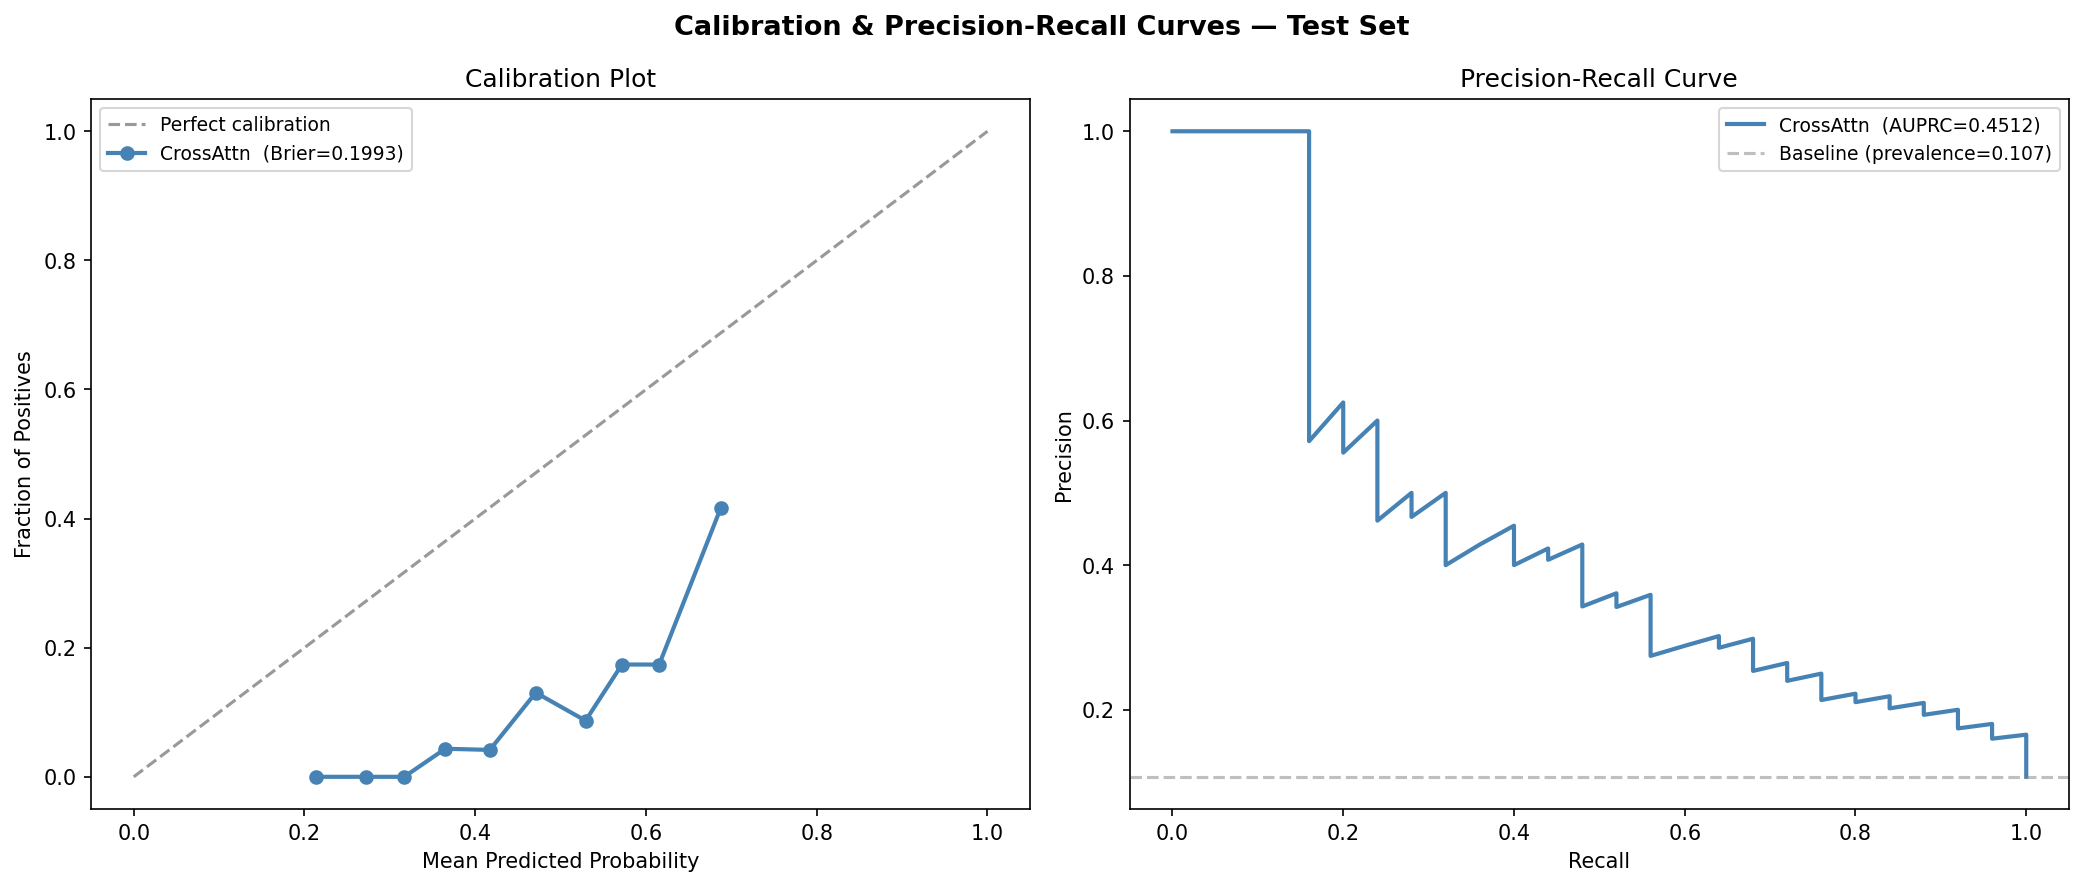 Calibration & Precision-Recall Curves — Test Set
Calibration Plot
Perfect calibration
CrossAttn (Brier=0.1993)
Fraction of Positives
1.0
0.8
0.6
0.4
0.2
0.0
0.0 0.2 0.4 0.6 0.8 1.0
Mean Predicted Probability
Precision-Recall Curve
CrossAttn (AUPRC=0.4512)
Baseline (prevalence=0.107)
Precision
1.0
0.8
0.6
0.4
0.2
0.0 0.2 0.4 0.6 0.8 1.0
Recall